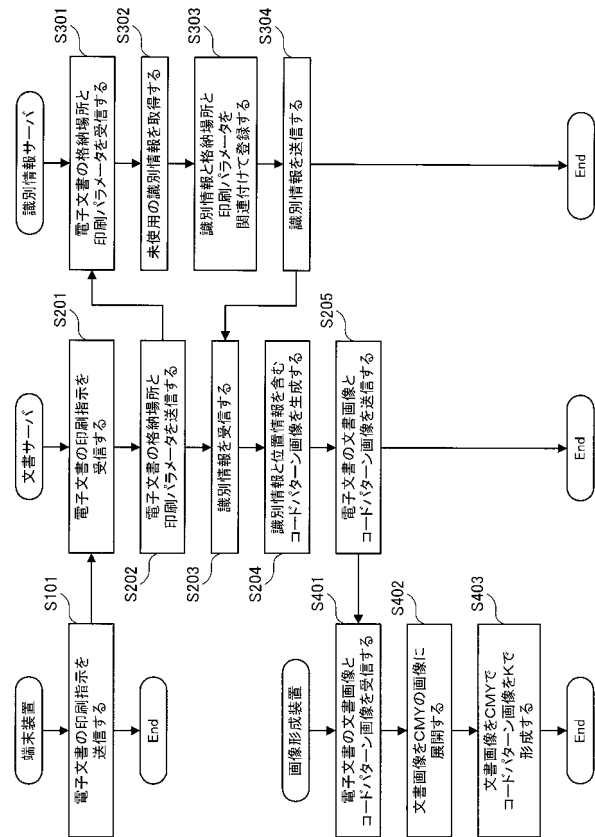 端末装置
S101
電子文書の印刷指示を
送信する
End
文書サーバ
S201
電子文書の印刷指示を
受信する
S202
電子文書の格納場所と
印刷パラメータを送信する
S203
識別情報を受信する
S204
識別情報と位置情報を含む
コードパターン画像を生成する
S205
電子文書の文書画像と
コードパターン画像を送信する
End
識別情報サーバ
S301
電子文書の格納場所と
印刷パラメータを受信する
S302
未使用の識別情報を取得する
S303
識別情報と格納場所と
印刷パラメータを
関連付けて登録する
S304
識別情報を送信する
End
画像形成装置
S401
電子文書の文書画像と
コードパターン画像を受信する
S402
文書画像をCMYの画像に
展開する
S403
文書画像をCMYで
コードパターン画像をKで
形成する
End